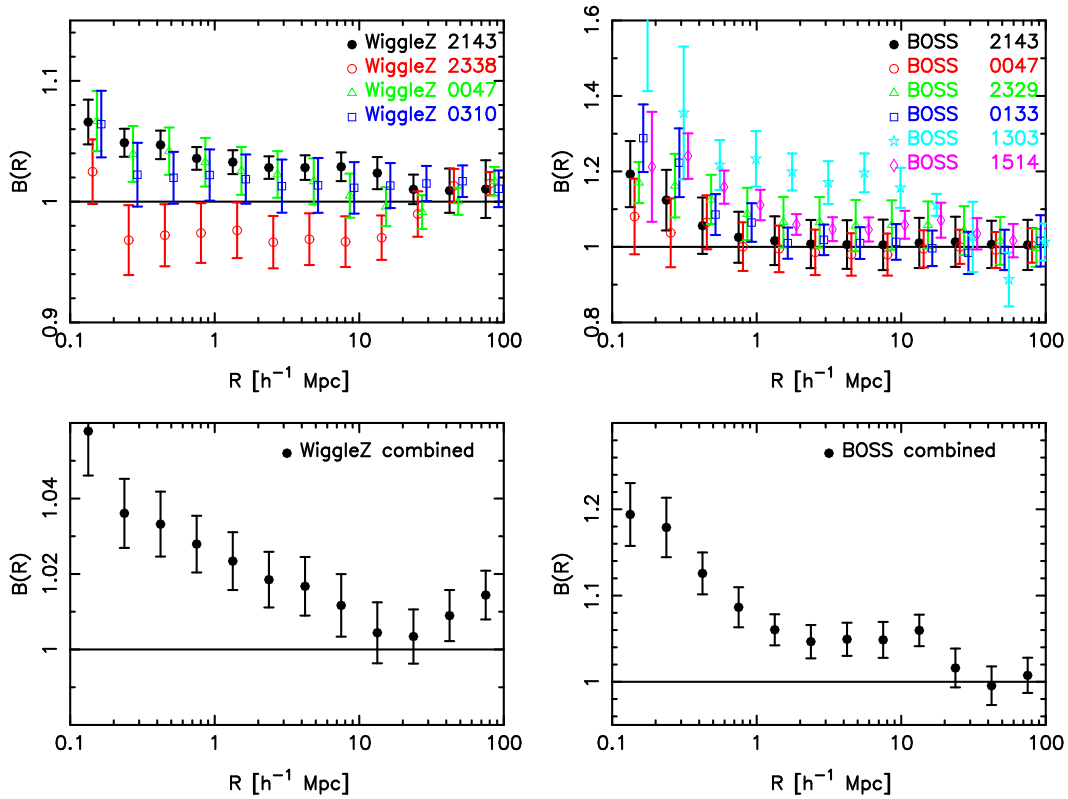 WiggleZ 2143
WiggleZ 2338
WiggleZ 0047
WiggleZ 0310
B(R)
0.9
1
1.1
0.1
1
10
100
R [h⁻¹ Mpc]
BOSS 2143
BOSS 0047
BOSS 2329
BOSS 0133
BOSS 1303
BOSS 1514
B(R)
0.8
1
1.2
1.4
1.6
0.1
1
10
100
R [h⁻¹ Mpc]
WiggleZ combined
B(R)
1
1.02
1.04
0.1
1
10
100
R [h⁻¹ Mpc]
BOSS combined
B(R)
1
1.1
1.2
0.1
1
10
100
R [h⁻¹ Mpc]